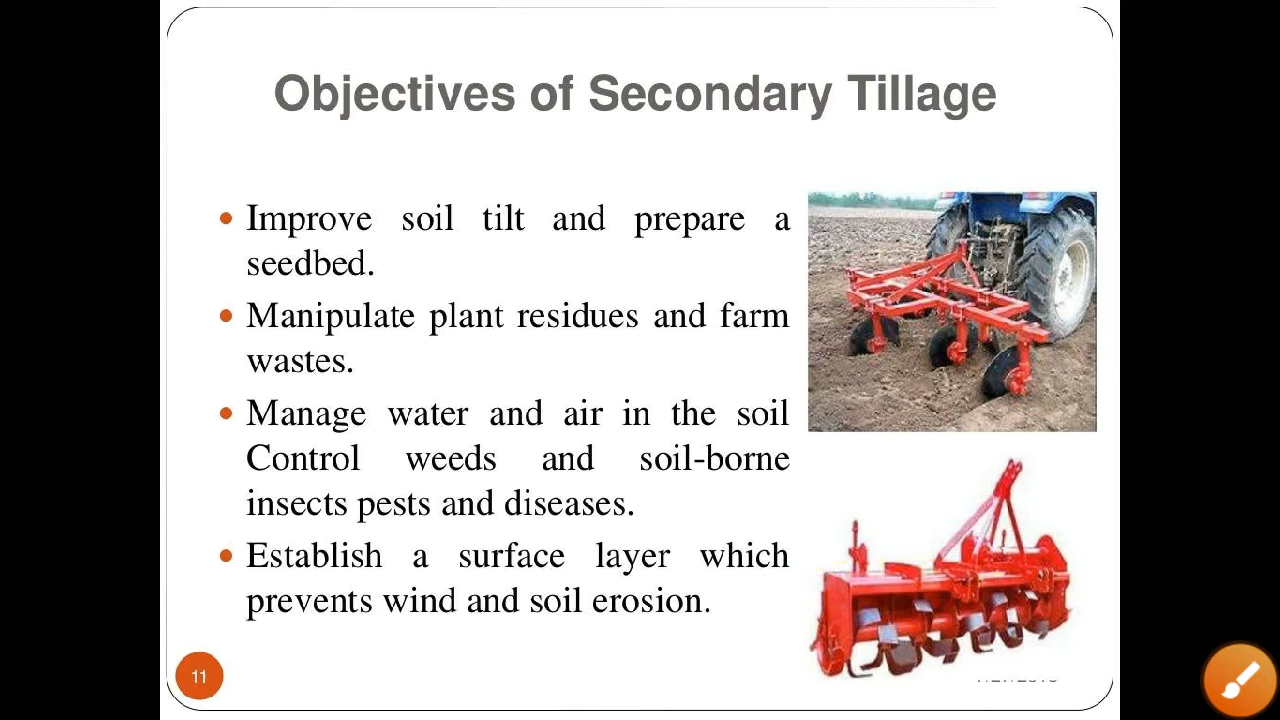 Objectives of Secondary Tillage
Improve soil tilt and prepare a
seedbed.
Manipulate plant residues and farm
wastes.
Manage water and air in the soil
Control weeds and soil-borne
insects pests and diseases.
Establish a surface layer which
prevents wind and soil erosion.
11